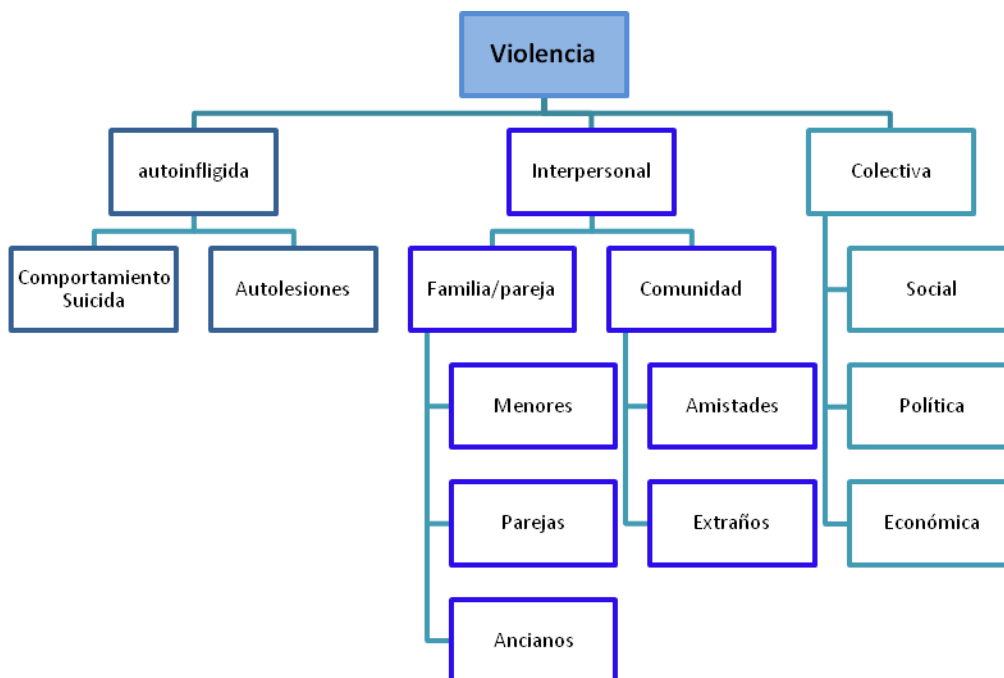 Violencia
autoinfligida
Interpersonal
Colectiva
Comportamiento
Suicida
Autolesiones
Familia/pareja
Comunidad
Social
Menores
Amistades
Política
Parejas
Extraños
Económica
Ancianos